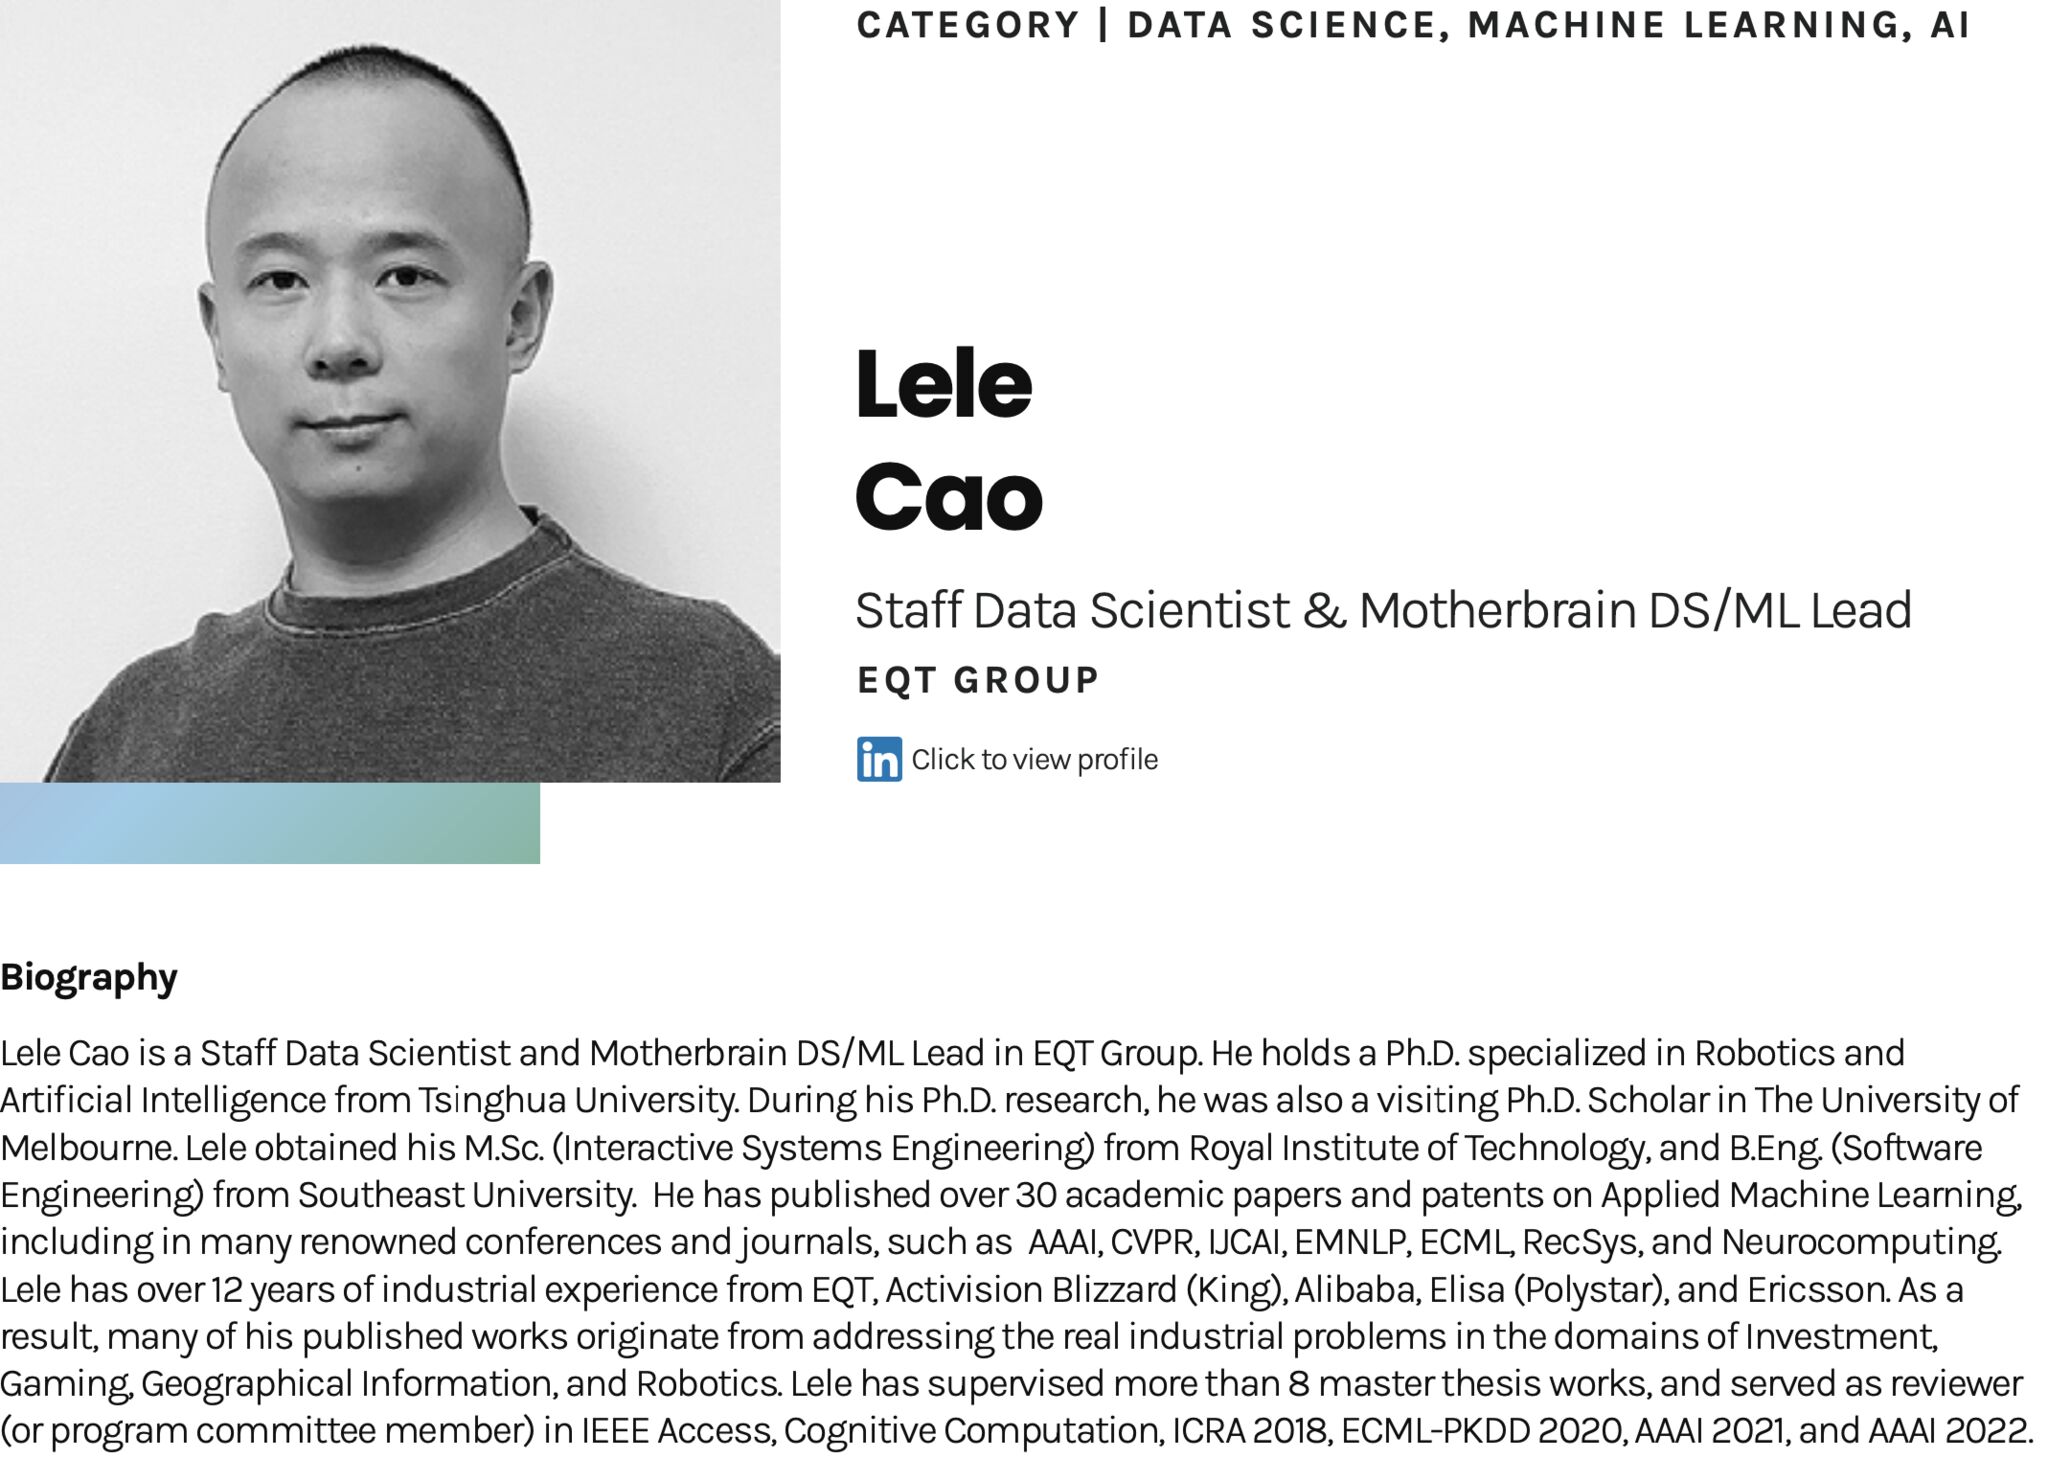 CATEGORY | DATA SCIENCE, MACHINE LEARNING, AI
Lele
Cao
Staff Data Scientist & Motherbrain DS/ML Lead
EQT GROUP
in Click to view profile
Biography
Lele Cao is a Staff Data Scientist and Motherbrain DS/ML Lead in EQT Group. He holds a Ph.D. specialized in Robotics and
Artificial Intelligence from Tsinghua University. During his Ph.D. research, he was also a visiting Ph.D. Scholar in The University of
Melbourne. Lele obtained his M.Sc. (Interactive Systems Engineering) from Royal Institute of Technology, and B.Eng. (Software
Engineering) from Southeast University.  He has published over 30 academic papers and patents on Applied Machine Learning,
including in many renowned conferences and journals, such as  AAAI, CVPR, IJCAI, EMNLP, ECML, RecSys, and Neurocomputing.
Lele has over 12 years of industrial experience from EQT, Activision Blizzard (King), Alibaba, Elisa (Polystar), and Ericsson. As a
result, many of his published works originate from addressing the real industrial problems in the domains of Investment,
Gaming, Geographical Information, and Robotics. Lele has supervised more than 8 master thesis works, and served as reviewer
(or program committee member) in IEEE Access, Cognitive Computation, ICRA 2018, ECML-PKDD 2020, AAAI 2021, and AAAI 2022.